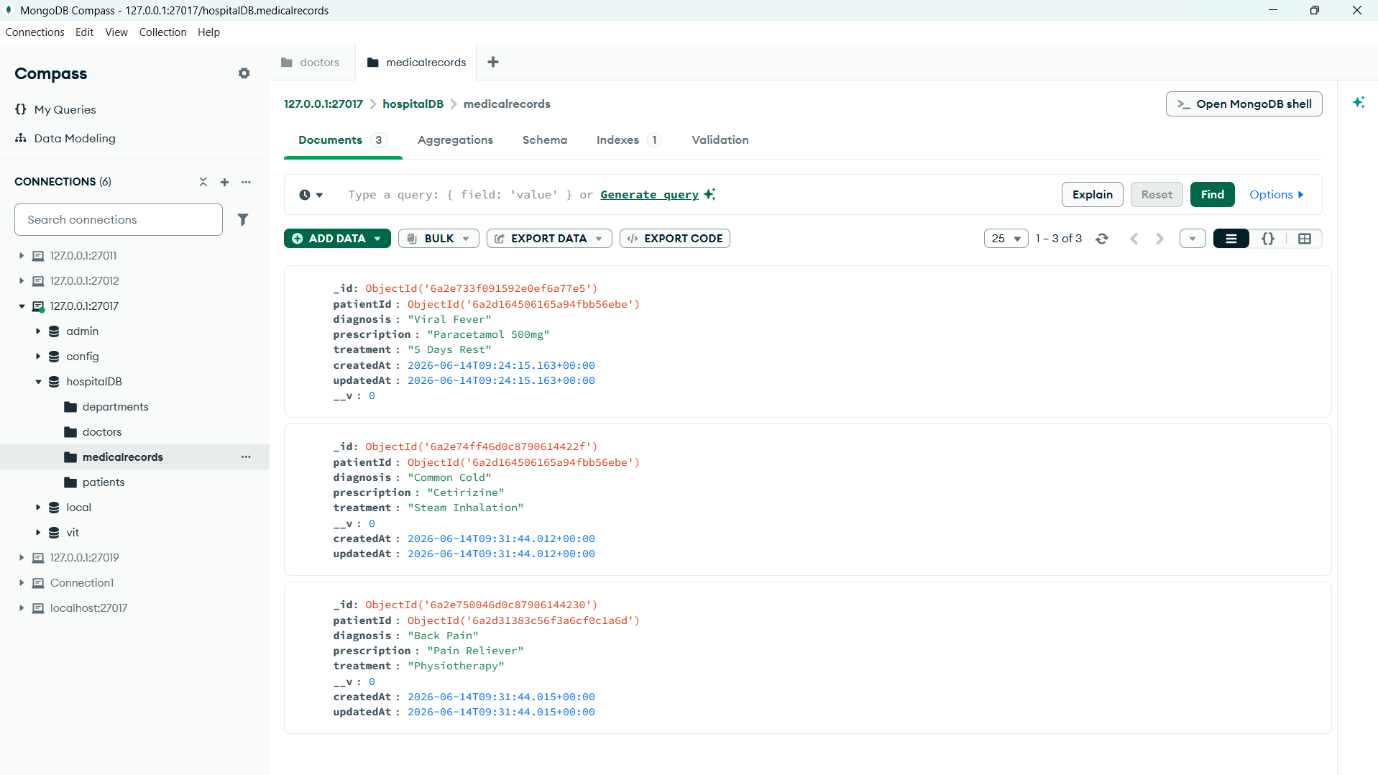 MongoDB Compass - 127.0.0.1:27017/hospitalDB.medicalrecords
Connections Edit View Collection Help
Compass
My Queries
Data Modeling
CONNECTIONS (6)
Search connections
127.0.0.1:27011
127.0.0.1:27012
127.0.0.1:27017
admin
config
hospitalDB
departments
doctors
medicalrecords
patients
local
vit
127.0.0.1:27019
Connection1
localhost:27017
doctors medicalrecords
127.0.0.1:27017 > hospitalDB > medicalrecords
>_ Open MongoDB shell
Documents 3 Aggregations Schema Indexes 1 Validation
Type a query: { field: 'value' } or Generate query
Explain Reset Find Options
ADD DATA BULK EXPORT DATA </> EXPORT CODE
25 1 – 3 of 3 {}
_id: ObjectId('6a2e733f091592e0ef6a77e5')
patientId : ObjectId('6a2d164506165a94fbb56ebe')
diagnosis : "Viral Fever"
prescription : "Paracetamol 500mg"
treatment : "5 Days Rest"
createdAt : 2026-06-14T09:24:15.163+00:00
updatedAt : 2026-06-14T09:24:15.163+00:00
__v : 0
_id: ObjectId('6a2e74ff46d0c8790614422f')
patientId : ObjectId('6a2d164506165a94fbb56ebe')
diagnosis : "Common Cold"
prescription : "Cetirizine"
treatment : "Steam Inhalation"
__v : 0
createdAt : 2026-06-14T09:31:44.012+00:00
updatedAt : 2026-06-14T09:31:44.012+00:00
_id: ObjectId('6a2e750046d0c87906144230')
patientId : ObjectId('6a2d31383c56f3a6cf0c1a6d')
diagnosis : "Back Pain"
prescription : "Pain Reliever"
treatment : "Physiotherapy"
__v : 0
createdAt : 2026-06-14T09:31:44.015+00:00
updatedAt : 2026-06-14T09:31:44.015+00:00